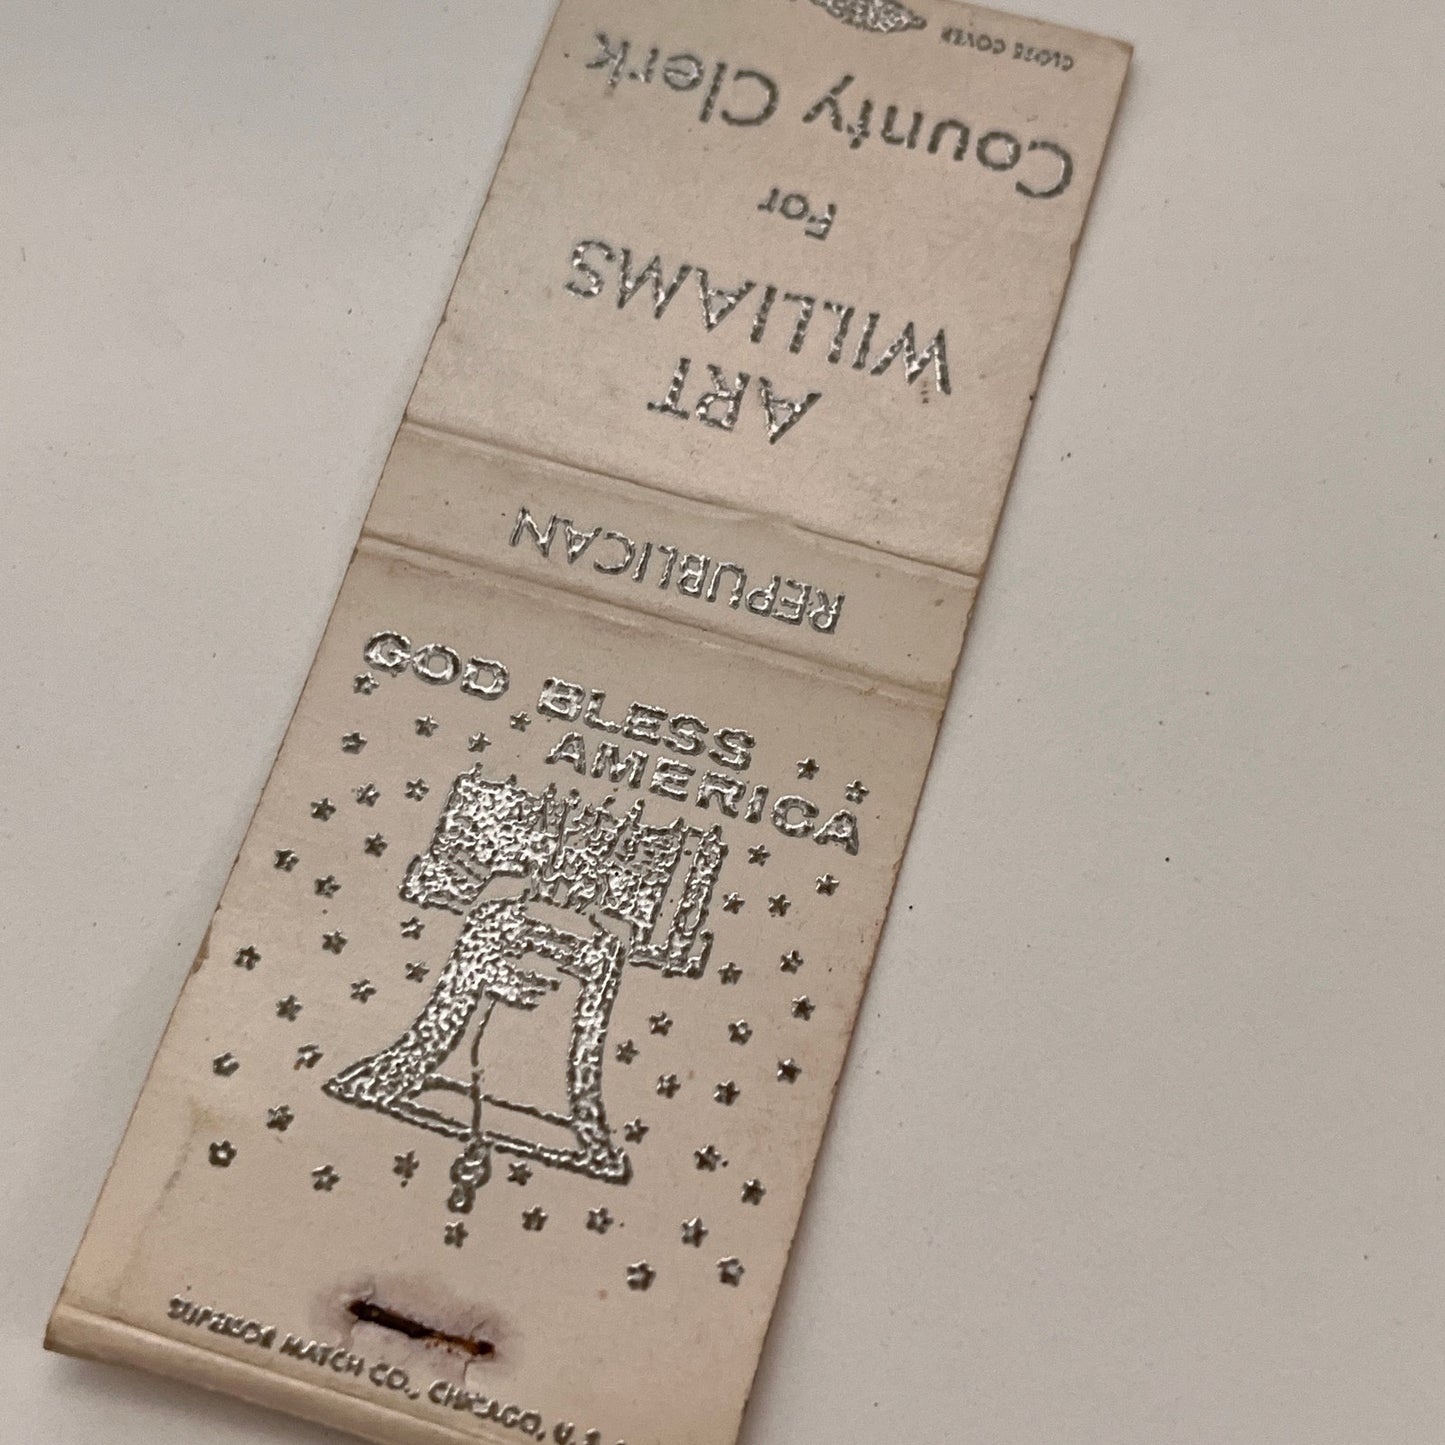 GOD BLESS
AMERICA
SUPERIOR MATCH CO., CHICAGO, U.S.
REPUBLICAN
ART
WILLIAMS
For
County Clerk
CLOSE COVER